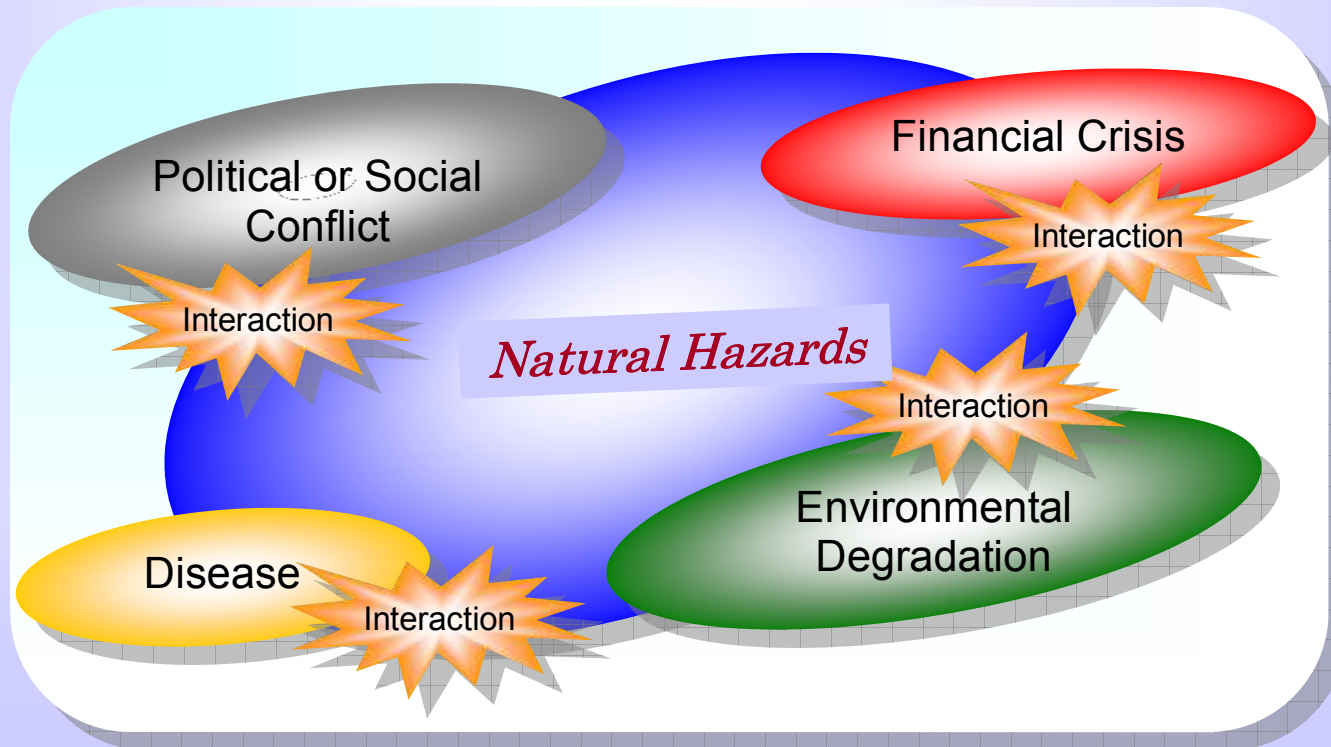 Political or Social
Conflict
Interaction
Financial Crisis
Interaction
Natural Hazards
Interaction
Environmental
Degradation
Disease
Interaction